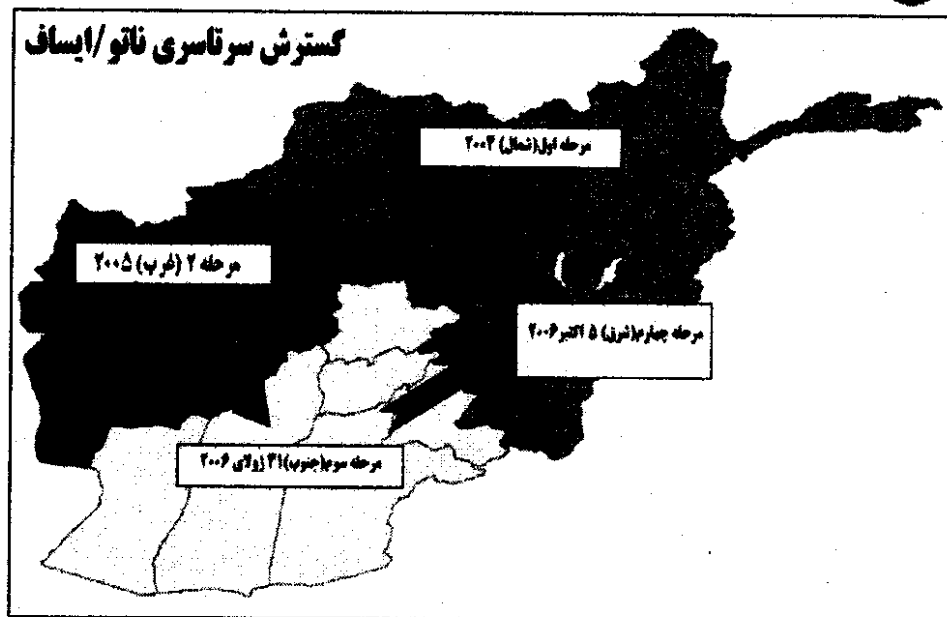 گسترش سرتاسری ناتو/ایساف
مرحله اول(شمال) ۲۰۰۴
مرحله ۲ (غرب) ۲۰۰۵
مرحله چهارم(شرق) ۵ اکتبر ۲۰۰۶
مرحله سوم(جنوب) ۳۱ ژولای ۲۰۰۶